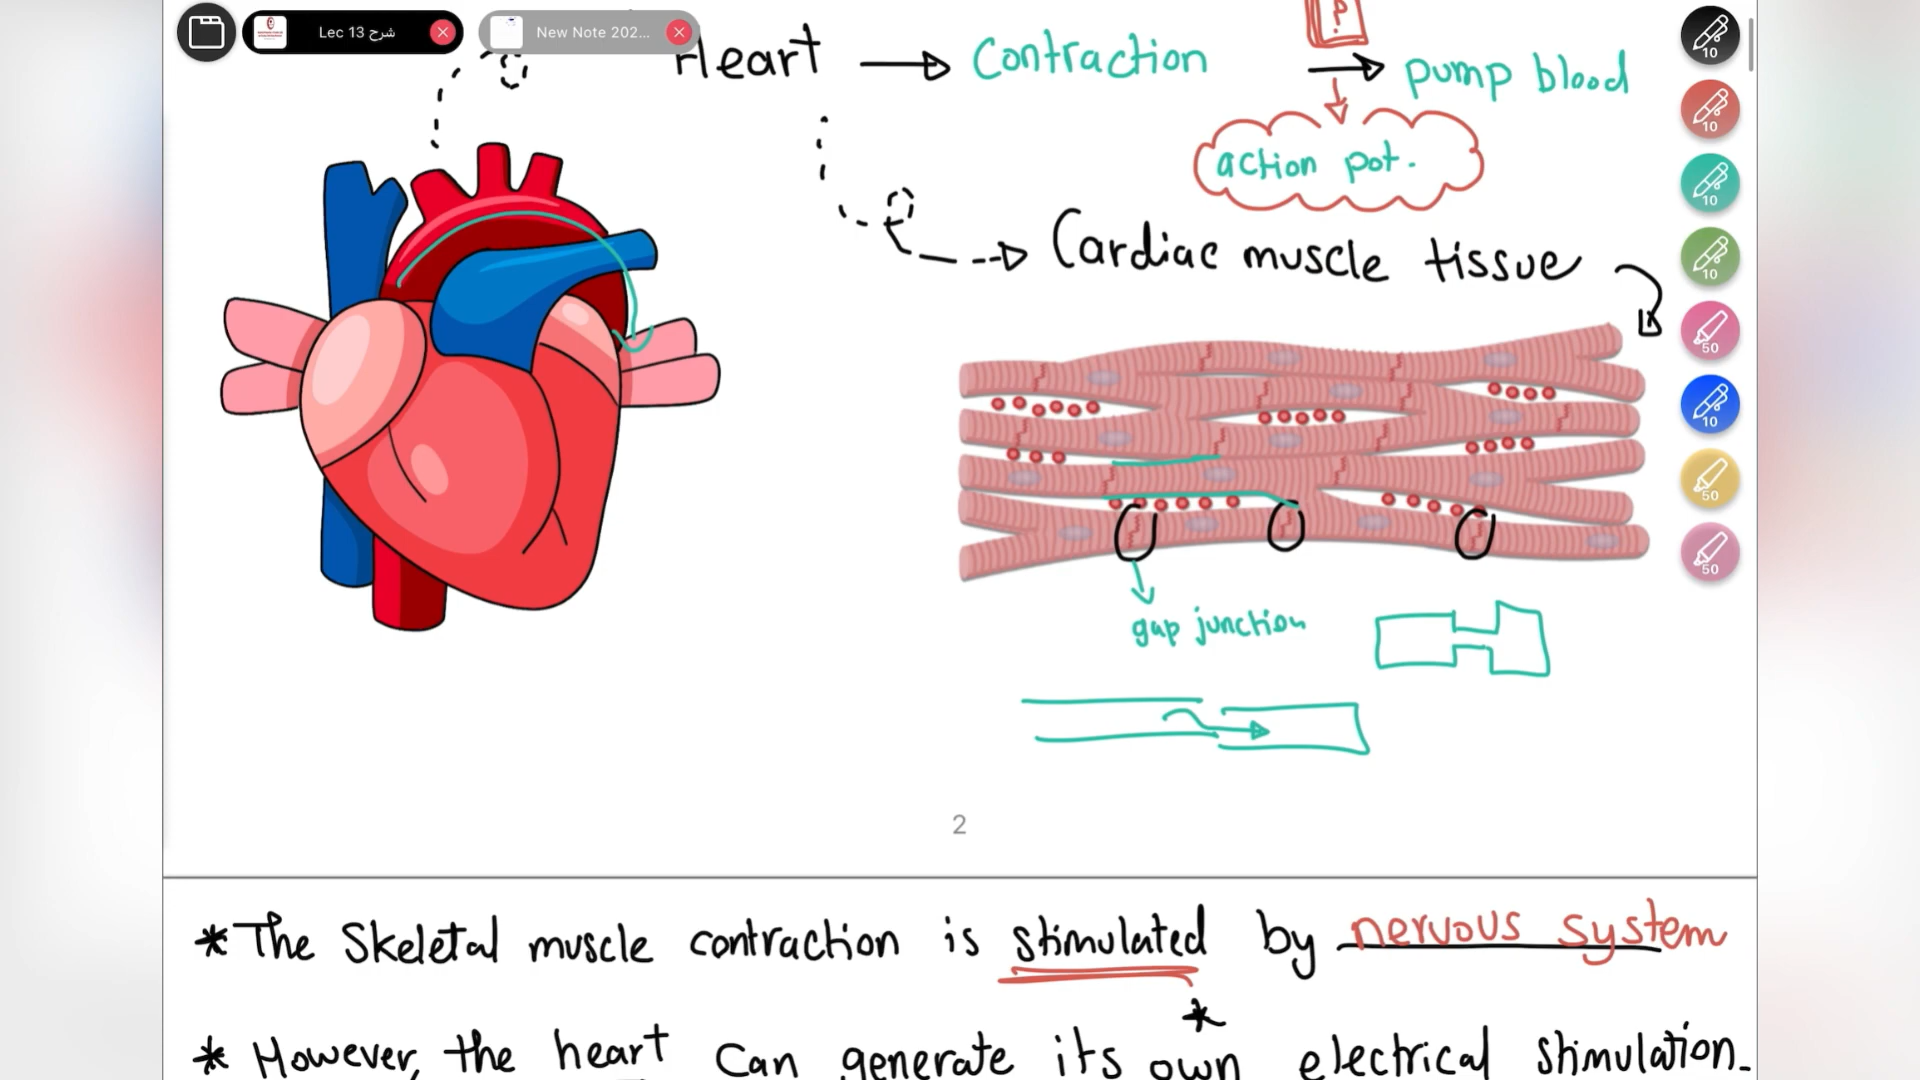 Lec 13 شرح
New Note 202...
?
Heart Contraction pump blood
action pot.
Cardiac muscle tissue
gap junction
2
* The Skeletal muscle contraction is stimulated by nervous system
*
* However, the heart can generate its own electrical stimulation.
10
10
10
10
50
10
50
50